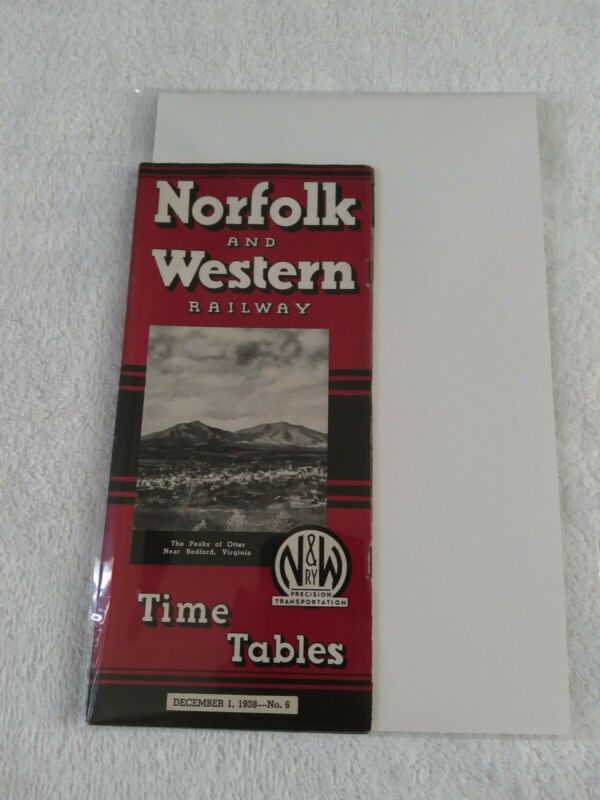 Norfolk
AND
Western
RAILWAY
The Peaks of Otter
Near Bedford, Virginia
N&W
RY
PRECISION
TRANSPORTATION
Time
Tables
DECEMBER 1, 1938—No. 6